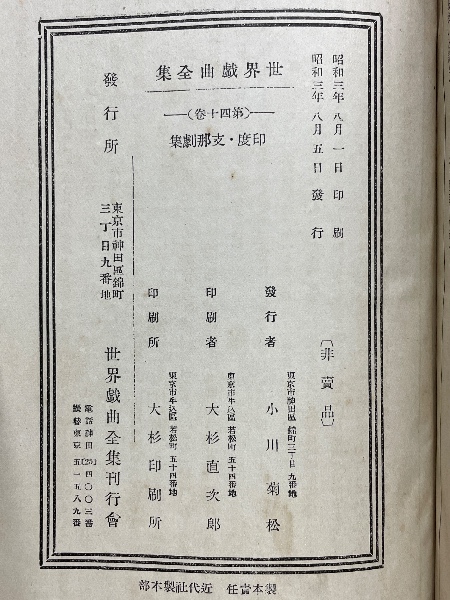 昭和三年八月一日印刷
昭和三年八月五日發行
〔非賣品〕
世界戲曲全集
(第四十卷)
印度・支那劇集
發行者
東京市神田區錦町三丁目九番地
小川菊松
印刷者
東京市牛込區若松町五十四番地
大杉直次郎
印刷所
東京市牛込區若松町五十四番地
大杉印刷所
發行所
東京市神田區錦町
三丁目九番地
世界戲曲全集刊行會
電話神田(25)四〇〇三番
振替東京五一五八九番
製本責任 近代社製本部